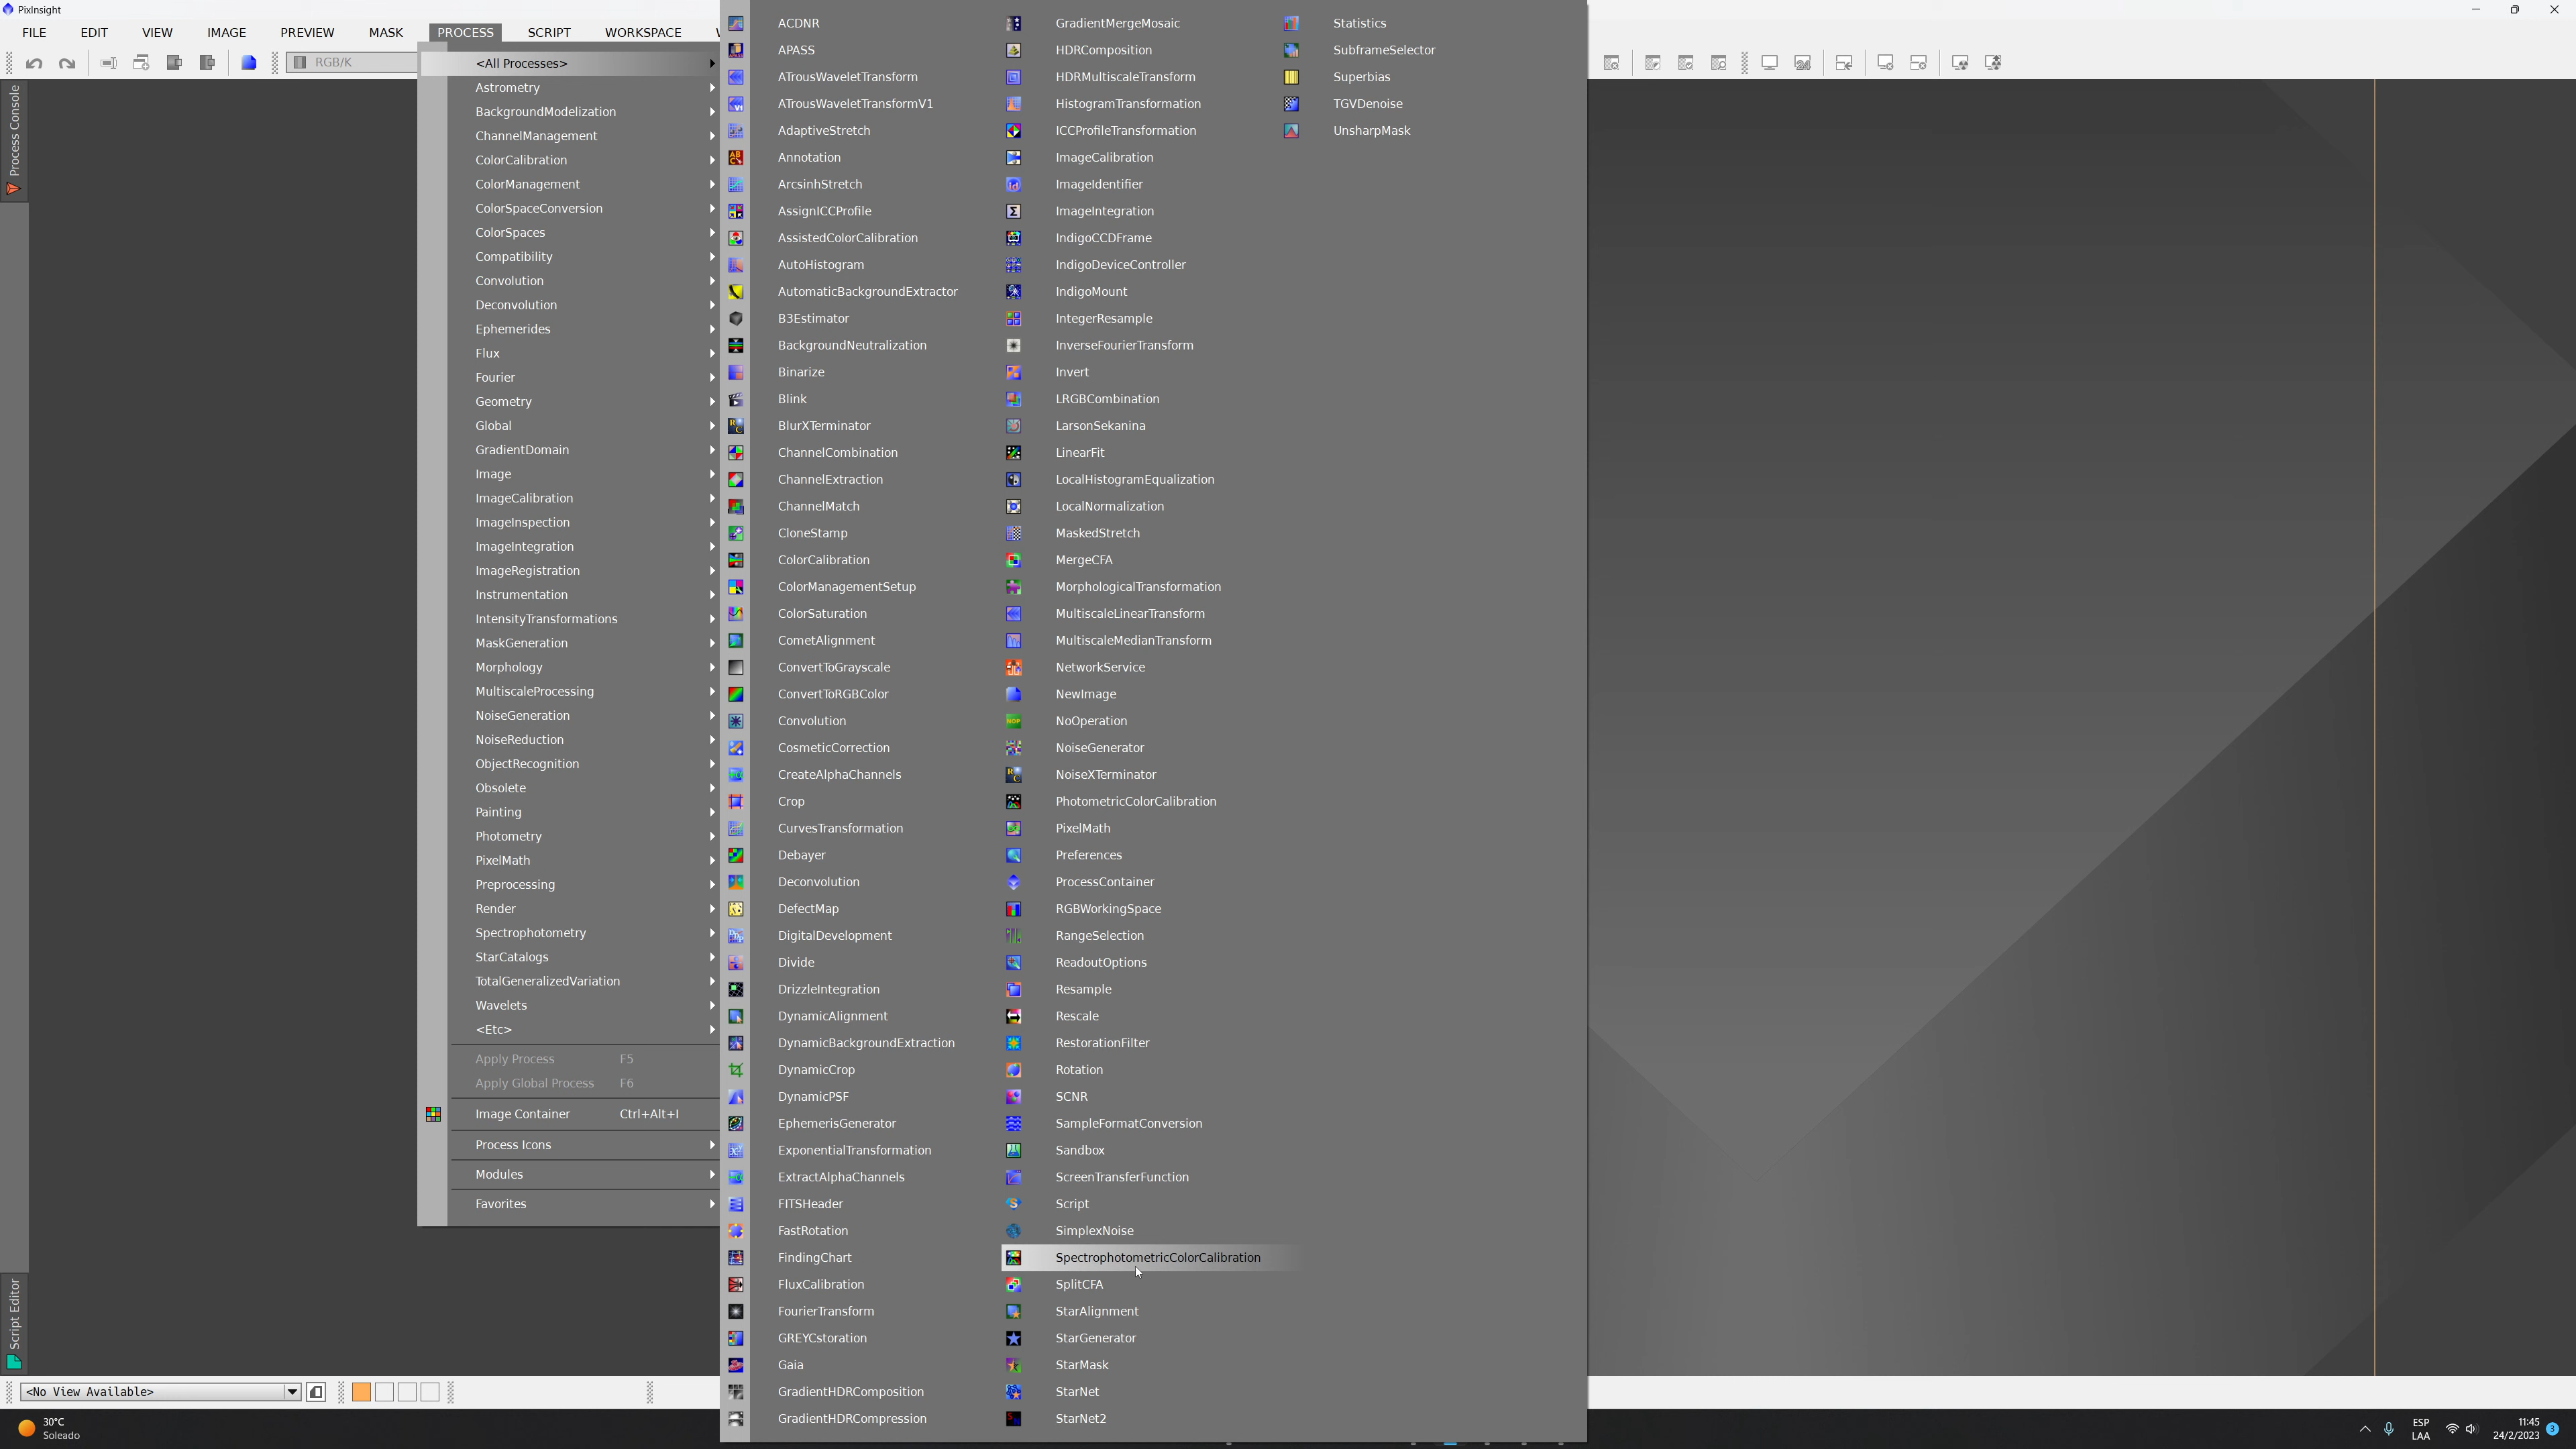 PixInsight
FILE EDIT VIEW IMAGE PREVIEW MASK PROCESS SCRIPT WORKSPACE
RGB/K
Process Console
Script Editor
<All Processes>
Astrometry
BackgroundModelization
ChannelManagement
ColorCalibration
ColorManagement
ColorSpaceConversion
ColorSpaces
Compatibility
Convolution
Deconvolution
Ephemerides
Flux
Fourier
Geometry
Global
GradientDomain
Image
ImageCalibration
ImageInspection
ImageIntegration
ImageRegistration
Instrumentation
IntensityTransformations
MaskGeneration
Morphology
MultiscaleProcessing
NoiseGeneration
NoiseReduction
ObjectRecognition
Obsolete
Painting
Photometry
PixelMath
Preprocessing
Render
Spectrophotometry
StarCatalogs
TotalGeneralizedVariation
Wavelets
<Etc>
Apply Process F5
Apply Global Process F6
Image Container Ctrl+Alt+I
Process Icons
Modules
Favorites
ACDNR
APASS
ATrousWaveletTransform
ATrousWaveletTransformV1
AdaptiveStretch
Annotation
ArcsinhStretch
AssignICCProfile
AssistedColorCalibration
AutoHistogram
AutomaticBackgroundExtractor
B3Estimator
BackgroundNeutralization
Binarize
Blink
BlurXTerminator
ChannelCombination
ChannelExtraction
ChannelMatch
CloneStamp
ColorCalibration
ColorManagementSetup
ColorSaturation
CometAlignment
ConvertToGrayscale
ConvertToRGBColor
Convolution
CosmeticCorrection
CreateAlphaChannels
Crop
CurvesTransformation
Debayer
Deconvolution
DefectMap
DigitalDevelopment
Divide
DrizzleIntegration
DynamicAlignment
DynamicBackgroundExtraction
DynamicCrop
DynamicPSF
EphemerisGenerator
ExponentialTransformation
ExtractAlphaChannels
FITSHeader
FastRotation
FindingChart
FluxCalibration
FourierTransform
GREYCstoration
Gaia
GradientHDRComposition
GradientHDRCompression
GradientMergeMosaic
HDRComposition
HDRMultiscaleTransform
HistogramTransformation
ICCProfileTransformation
ImageCalibration
ImageIdentifier
ImageIntegration
IndigoCCDFrame
IndigoDeviceController
IndigoMount
IntegerResample
InverseFourierTransform
Invert
LRGBCombination
LarsonSekanina
LinearFit
LocalHistogramEqualization
LocalNormalization
MaskedStretch
MergeCFA
MorphologicalTransformation
MultiscaleLinearTransform
MultiscaleMedianTransform
NetworkService
NewImage
NoOperation
NoiseGenerator
NoiseXTerminator
PhotometricColorCalibration
PixelMath
Preferences
ProcessContainer
RGBWorkingSpace
RangeSelection
ReadoutOptions
Resample
Rescale
RestorationFilter
Rotation
SCNR
SampleFormatConversion
Sandbox
ScreenTransferFunction
Script
SimplexNoise
SpectrophotometricColorCalibration
SplitCFA
StarAlignment
StarGenerator
StarMask
StarNet
StarNet2
Statistics
SubframeSelector
Superbias
TGVDenoise
UnsharpMask
<No View Available>
30°C
Soleado
ESP
LAA
11:45
24/2/2023
3